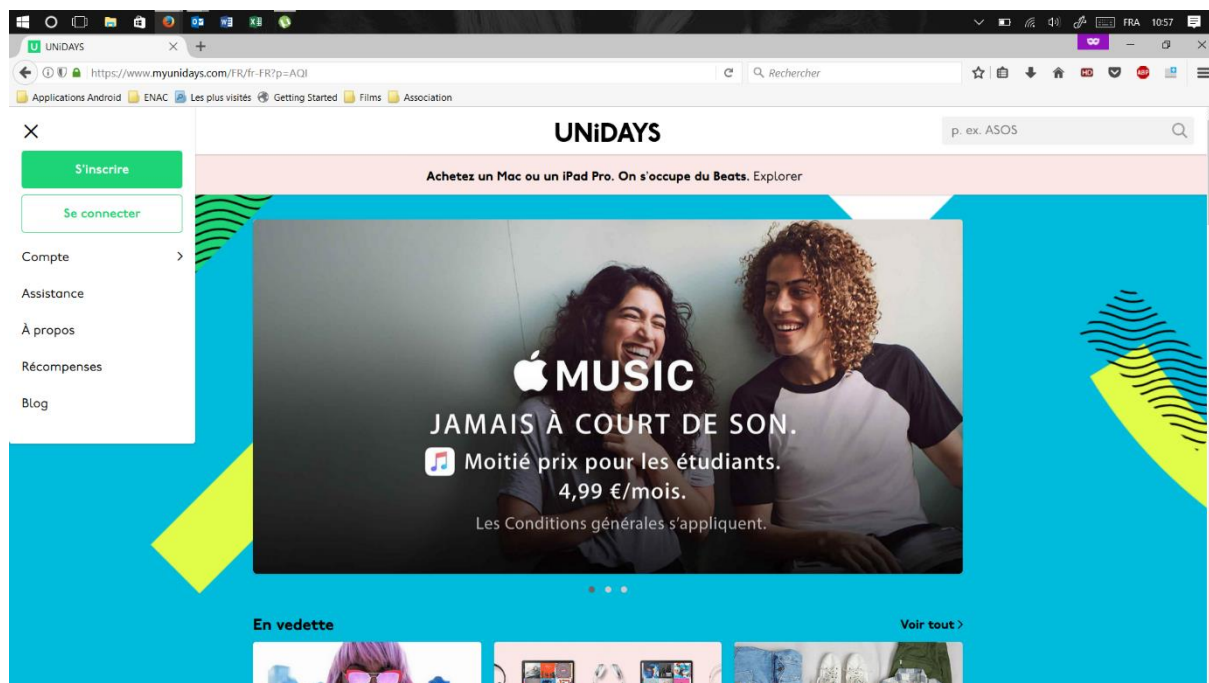 FRA 10:57
UNiDAYS
https://www.myunidays.com/FR/fr-FR?p=AQI
Rechercher
Applications Android ENAC Les plus visités Getting Started Films Association
UNiDAYS
p. ex. ASOS
S'inscrire
Achetez un Mac ou un iPad Pro. On s'occupe du Beats. Explorer
Se connecter
Compte
Assistance
À propos
Récompenses
Blog
MUSIC
JAMAIS À COURT DE SON.
Moitié prix pour les étudiants.
4,99 €/mois.
Les Conditions générales s'appliquent.
En vedette
Voir tout